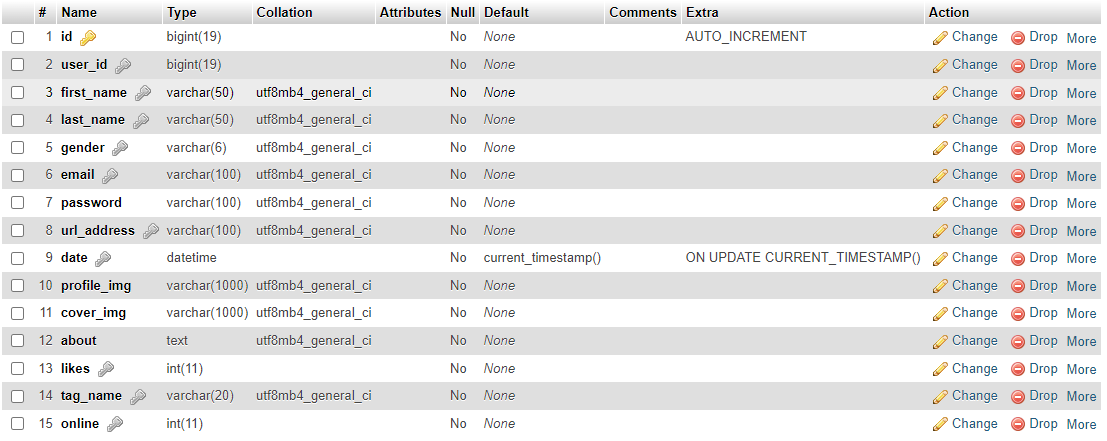 # Name Type Collation Attributes Null Default Comments Extra Action
1 id bigint(19) No None AUTO_INCREMENT Change Drop More
2 user_id bigint(19) No None Change Drop More
3 first_name varchar(50) utf8mb4_general_ci No None Change Drop More
4 last_name varchar(50) utf8mb4_general_ci No None Change Drop More
5 gender varchar(6) utf8mb4_general_ci No None Change Drop More
6 email varchar(100) utf8mb4_general_ci No None Change Drop More
7 password varchar(100) utf8mb4_general_ci No None Change Drop More
8 url_address varchar(100) utf8mb4_general_ci No None Change Drop More
9 date datetime No current_timestamp() ON UPDATE CURRENT_TIMESTAMP() Change Drop More
10 profile_img varchar(1000) utf8mb4_general_ci No None Change Drop More
11 cover_img varchar(1000) utf8mb4_general_ci No None Change Drop More
12 about text utf8mb4_general_ci No None Change Drop More
13 likes int(11) No None Change Drop More
14 tag_name varchar(20) utf8mb4_general_ci No None Change Drop More
15 online int(11) No None Change Drop More